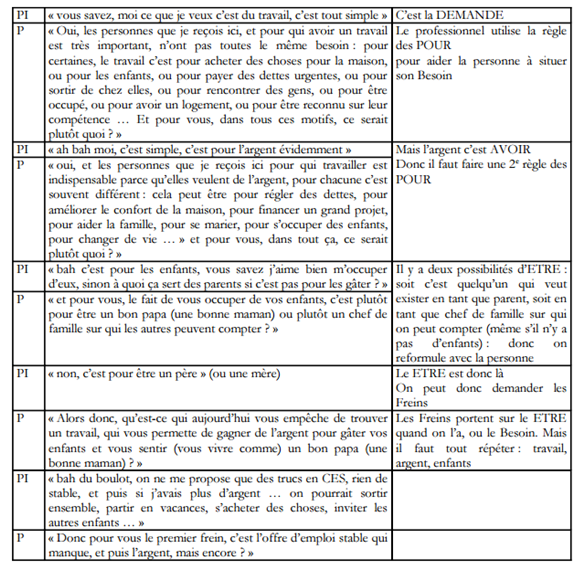 PI
« vous savez, moi ce que je veux c'est du travail, c'est tout simple »
C'est la DEMANDE
P
« Oui, les personnes que je reçois ici, et pour qui avoir un travail
est très important, n'ont pas toutes le même besoin : pour
certaines, le travail c'est pour acheter des choses pour la maison,
ou pour les enfants, ou pour payer des dettes urgentes, ou pour
sortir de chez elles, ou pour rencontrer des gens, ou pour être
occupé, ou pour avoir un logement, ou pour être reconnu sur leur
compétence … Et pour vous, dans tous ces motifs, ce serait
plutôt quoi ? »
Le professionnel utilise la règle
des POUR
pour aider la personne à situer
son Besoin
PI
« ah bah moi, c'est simple, c'est pour l'argent évidemment »
Mais l'argent c'est AVOIR
Donc il faut faire une 2e règle des
POUR
P
« oui, et les personnes que je reçois ici pour qui travailler est
indispensable parce qu'elles veulent de l'argent, pour chacune c'est
souvent différent : cela peut être pour régler des dettes, pour
améliorer le confort de la maison, pour financer un grand projet,
pour aider la famille, pour se marier, pour s'occuper des enfants,
pour changer de vie … » et pour vous, dans tout ça, ce serait
plutôt quoi ? »
PI
« bah c'est pour les enfants, vous savez j'aime bien m'occuper
d'eux, sinon à quoi ça sert des parents si c'est pas pour les gâter ? »
Il y a deux possibilités d'ETRE :
soit c'est quelqu'un qui veut
exister en tant que parent, soit en
tant que chef de famille sur qui
on peut compter (même s'il n'y a
pas d'enfants) : donc on
reformule avec la personne
P
« et pour vous, le fait de vous occuper de vos enfants, c'est plutôt
pour être un bon papa (une bonne maman) ou plutôt un chef de
famille sur qui les autres peuvent compter ? »
PI
« non, c'est pour être un père » (ou une mère)
Le ETRE est donc là
On peut donc demander les
Freins
P
« Alors donc, qu'est-ce qui aujourd'hui vous empêche de trouver
un travail, qui vous permette de gagner de l'argent pour gâter vos
enfants et vous sentir (vous vivre comme) un bon papa (une
bonne maman) ? »
Les Freins portent sur le ETRE
quand on l'a, ou le Besoin. Mais
il faut tout répéter : travail,
argent, enfants
PI
« bah du boulot, on ne me propose que des trucs en CES, rien de
stable, et puis si j'avais plus d'argent … on pourrait sortir
ensemble, partir en vacances, s'acheter des choses, inviter les
autres enfants … »
P
« Donc pour vous le premier frein, c'est l'offre d'emploi stable qui
manque, et puis l'argent, mais encore ? »